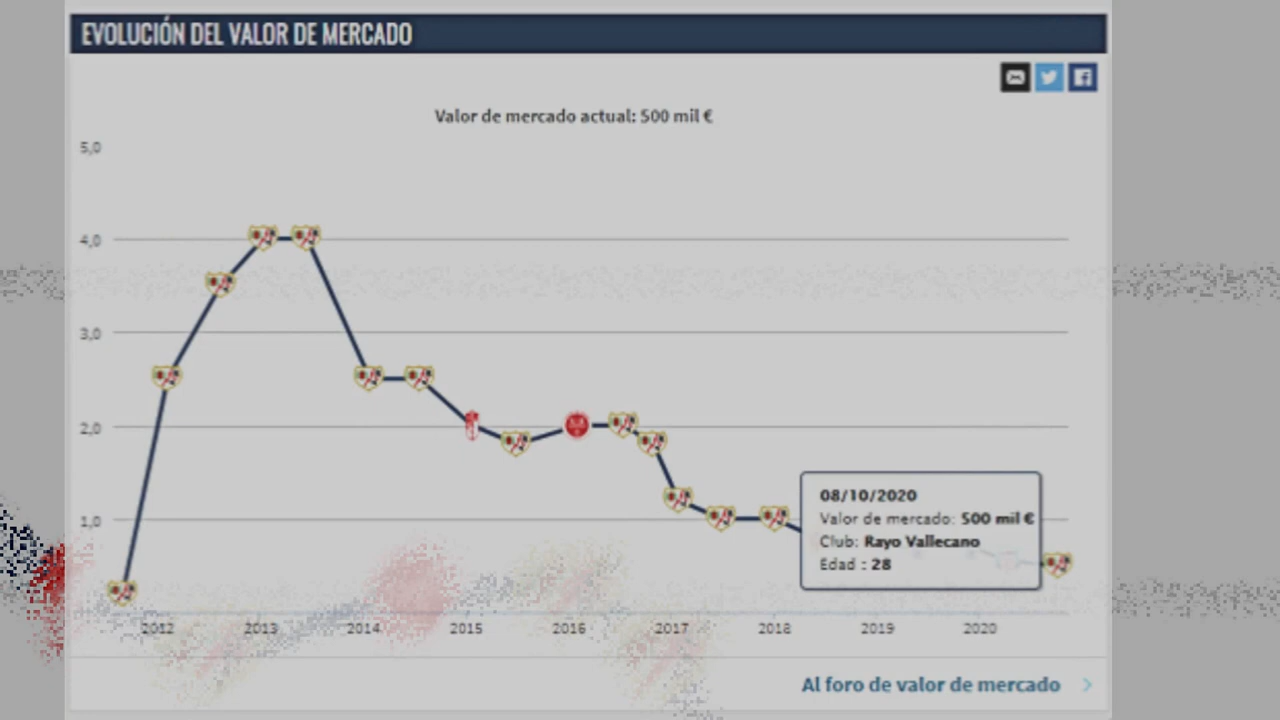 EVOLUCIÓN DEL VALOR DE MERCADO
Valor de mercado actual: 500 mil €
5,0
4,0
3,0
2,0
1,0
08/10/2020
Valor de mercado: 500 mil €
Club: Rayo Vallecano
Edad : 28
2012 2013 2014 2015 2016 2017 2018 2019 2020
Al foro de valor de mercado